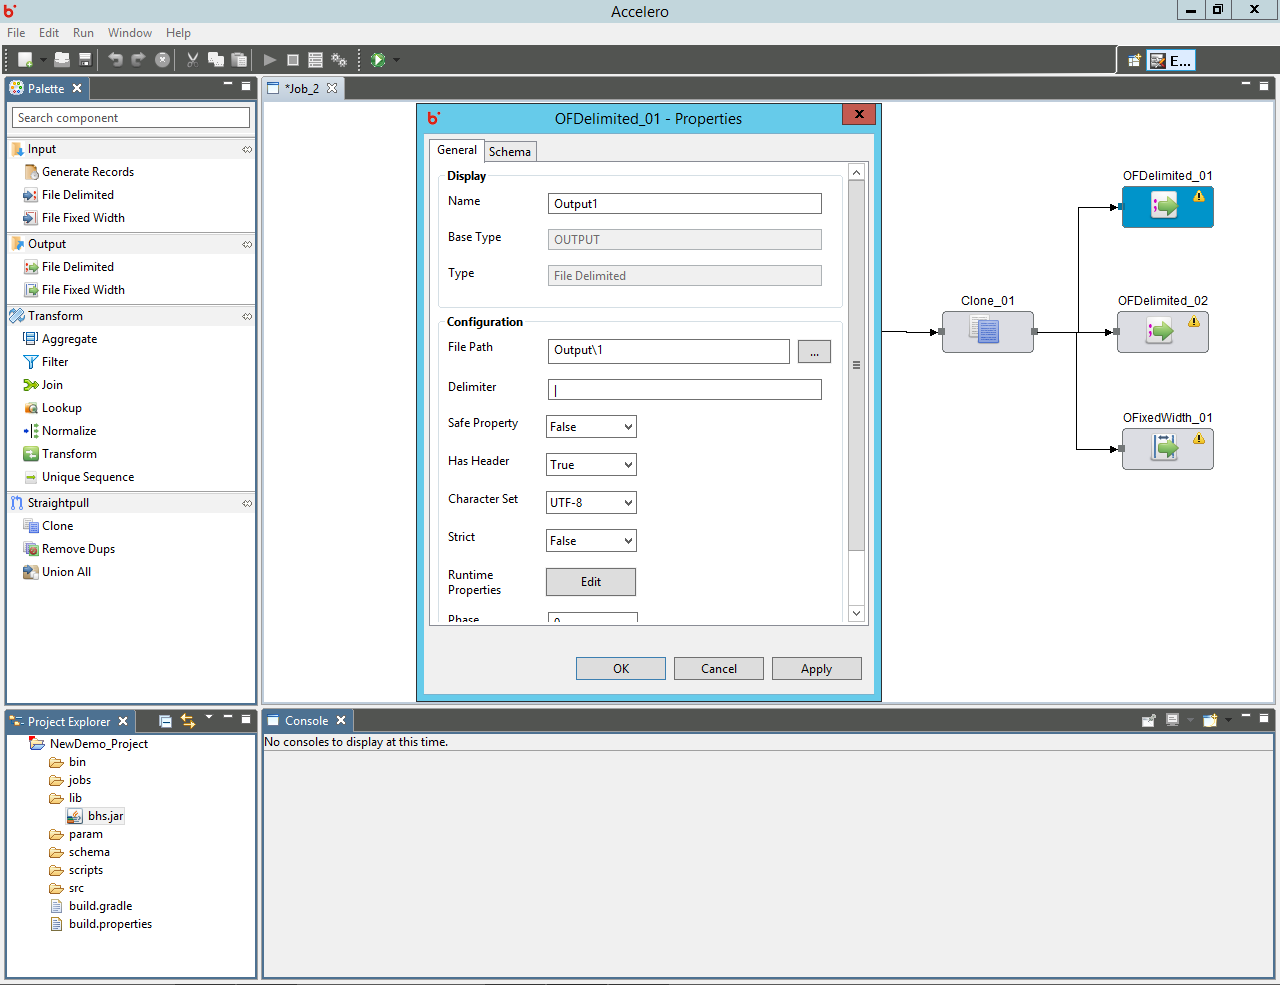 Accelero
File Edit Run Window Help
E...
Palette
*Job_2
Search component
Input
Generate Records
File Delimited
File Fixed Width
Output
File Delimited
File Fixed Width
Transform
Aggregate
Filter
Join
Lookup
Normalize
Transform
Unique Sequence
Straightpull
Clone
Remove Dups
Union All
OFDelimited_01 - Properties
General Schema
Display
Name Output1
Base Type OUTPUT
Type File Delimited
Configuration
File Path Output\1 ...
Delimiter |
Safe Property False
Has Header True
Character Set UTF-8
Strict False
Runtime
Properties Edit
Phase 0
OK Cancel Apply
OFDelimited_01
Clone_01
OFDelimited_02
OFixedWidth_01
Project Explorer
NewDemo_Project
bin
jobs
lib
bhs.jar
param
schema
scripts
src
build.gradle
build.properties
Console
No consoles to display at this time.